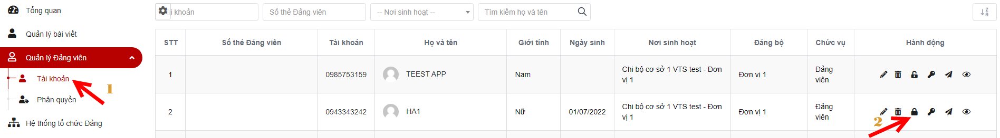 Tổng quan
Quản lý bài viết
Quản lý Đảng viên
Tài khoản
1
Phân quyền
Hệ thống tổ chức Đảng
i khoản
Số thẻ Đảng viên
-- Nơi sinh hoạt --
Tìm kiếm họ và tên
STT Số thẻ Đảng viên Tài khoản Họ và tên Giới tính Ngày sinh Nơi sinh hoạt Đảng bộ Chức vụ Hành động
1 0985753159 TEEST APP Nam Chi bộ cơ sở 1 VTS test - Đơn vị 1 Đơn vị 1 Đảng viên
2 0943343242 HA1 Nữ 01/07/2022 Chi bộ cơ sở 1 VTS test - Đơn vị 1 Đơn vị 1 Đảng viên
2